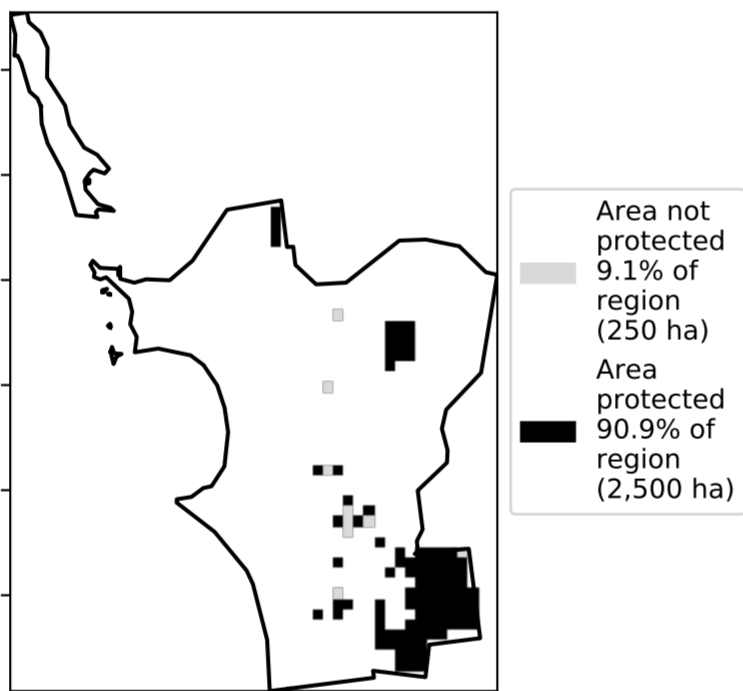 Area not
protected
9.1% of
region
(250 ha)
Area
protected
90.9% of
region
(2,500 ha)